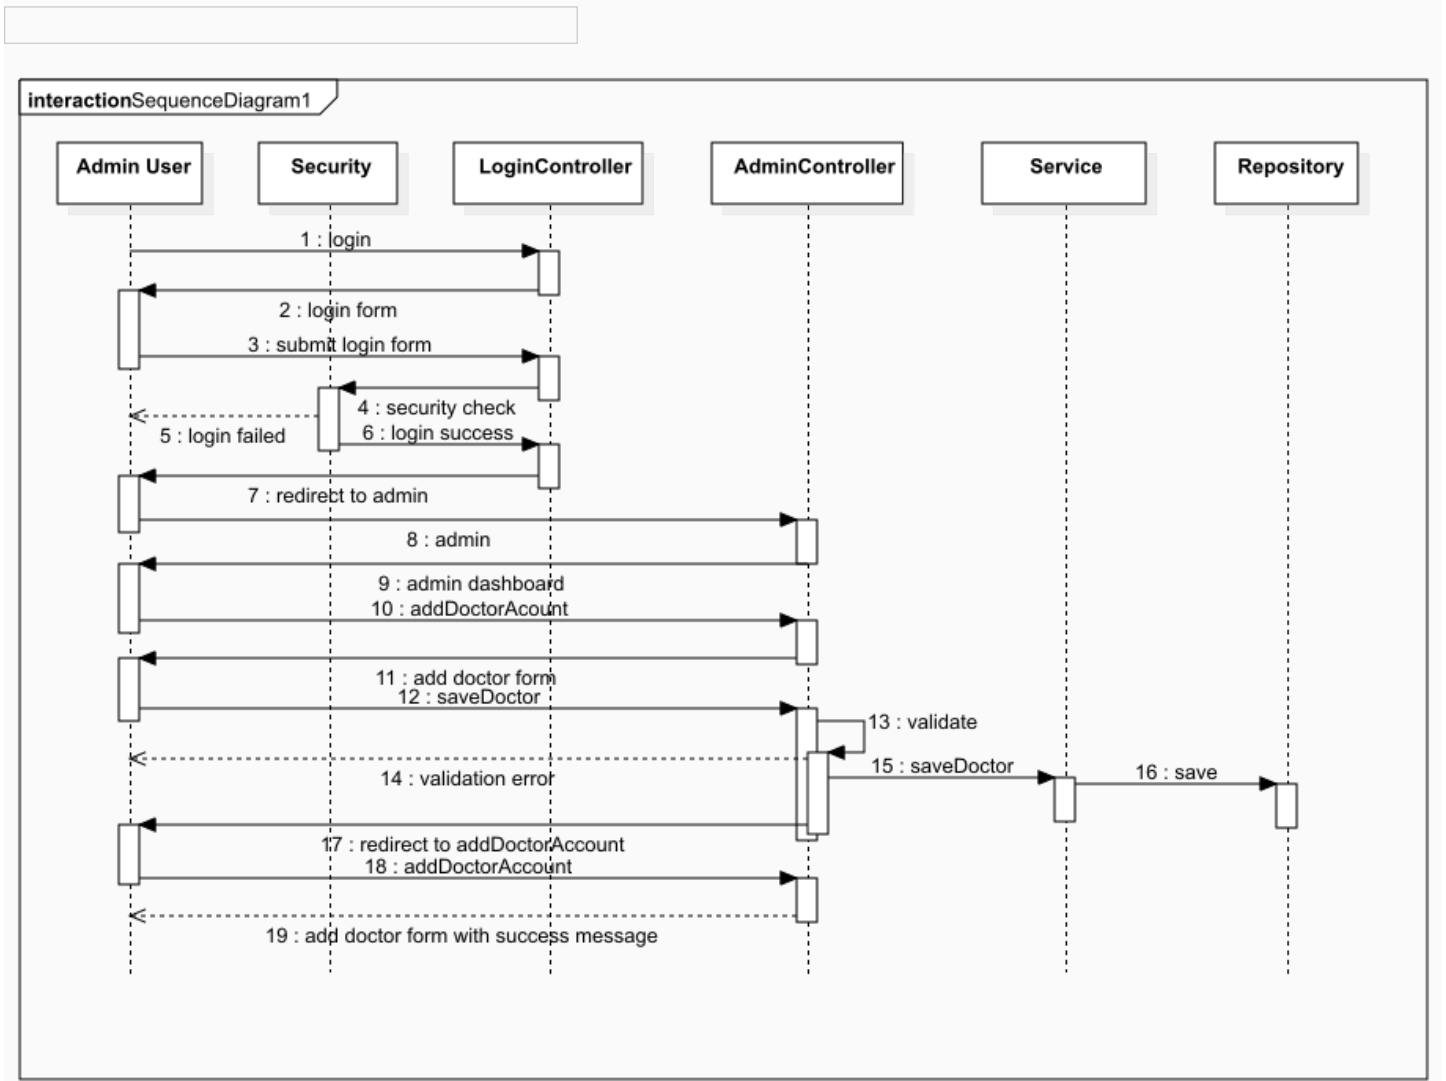 interactionSequenceDiagram1
Admin User
Security
LoginController
AdminController
Service
Repository
1 : login
2 : login form
3 : submit login form
4 : security check
5 : login failed
6 : login success
7 : redirect to admin
8 : admin
9 : admin dashboard
10 : addDoctorAcount
11 : add doctor form
12 : saveDoctor
13 : validate
14 : validation error
15 : saveDoctor
16 : save
17 : redirect to addDoctorAccount
18 : addDoctorAccount
19 : add doctor form with success message